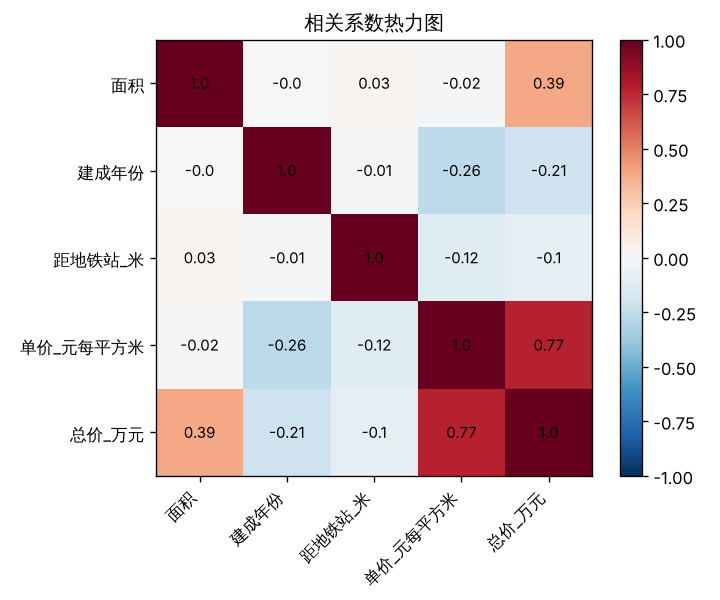 相关系数热力图
面积 1.0 -0.0 0.03 -0.02 0.39
建成年份 -0.0 1.0 -0.01 -0.26 -0.21
距地铁站_米 0.03 -0.01 1.0 -0.12 -0.1
单价_元每平方米 -0.02 -0.26 -0.12 1.0 0.77
总价_万元 0.39 -0.21 -0.1 0.77 1.0
面积
建成年份
距地铁站_米
单价_元每平方米
总价_万元
1.00
0.75
0.50
0.25
0.00
-0.25
-0.50
-0.75
-1.00